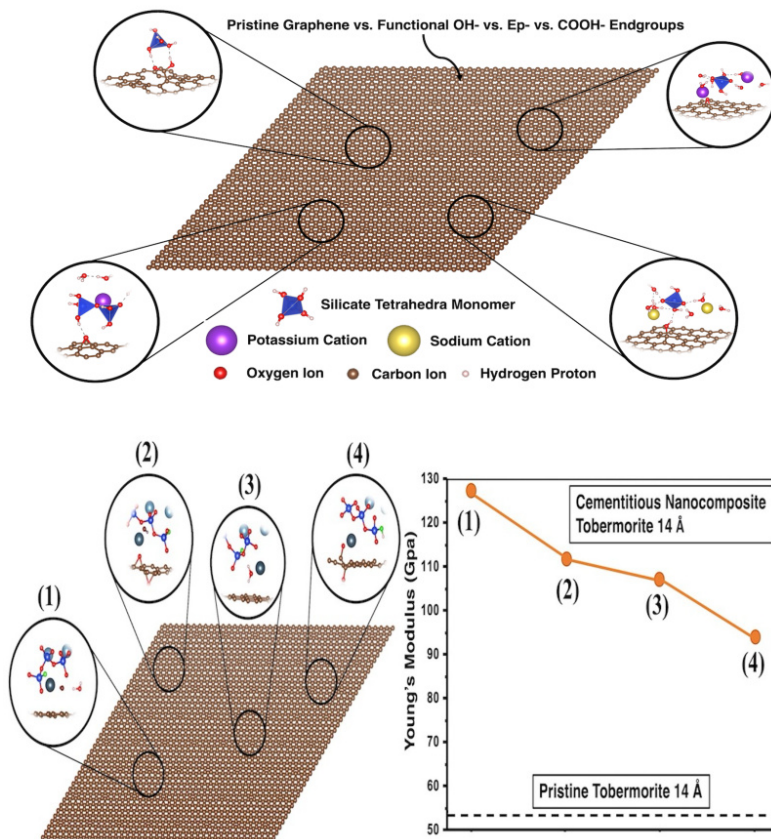 Pristine Graphene vs. Functional OH- vs. Ep- vs. COOH- Endgroups
Silicate Tetrahedra Monomer
Potassium Cation
Sodium Cation
Oxygen Ion
Carbon Ion
Hydrogen Proton
(1)
(2)
(3)
(4)
130
120
110
100
90
80
70
60
50
Young's Modulus (Gpa)
Cementitious Nanocomposite
Tobermorite 14 Å
(1)
(2)
(3)
(4)
Pristine Tobermorite 14 Å